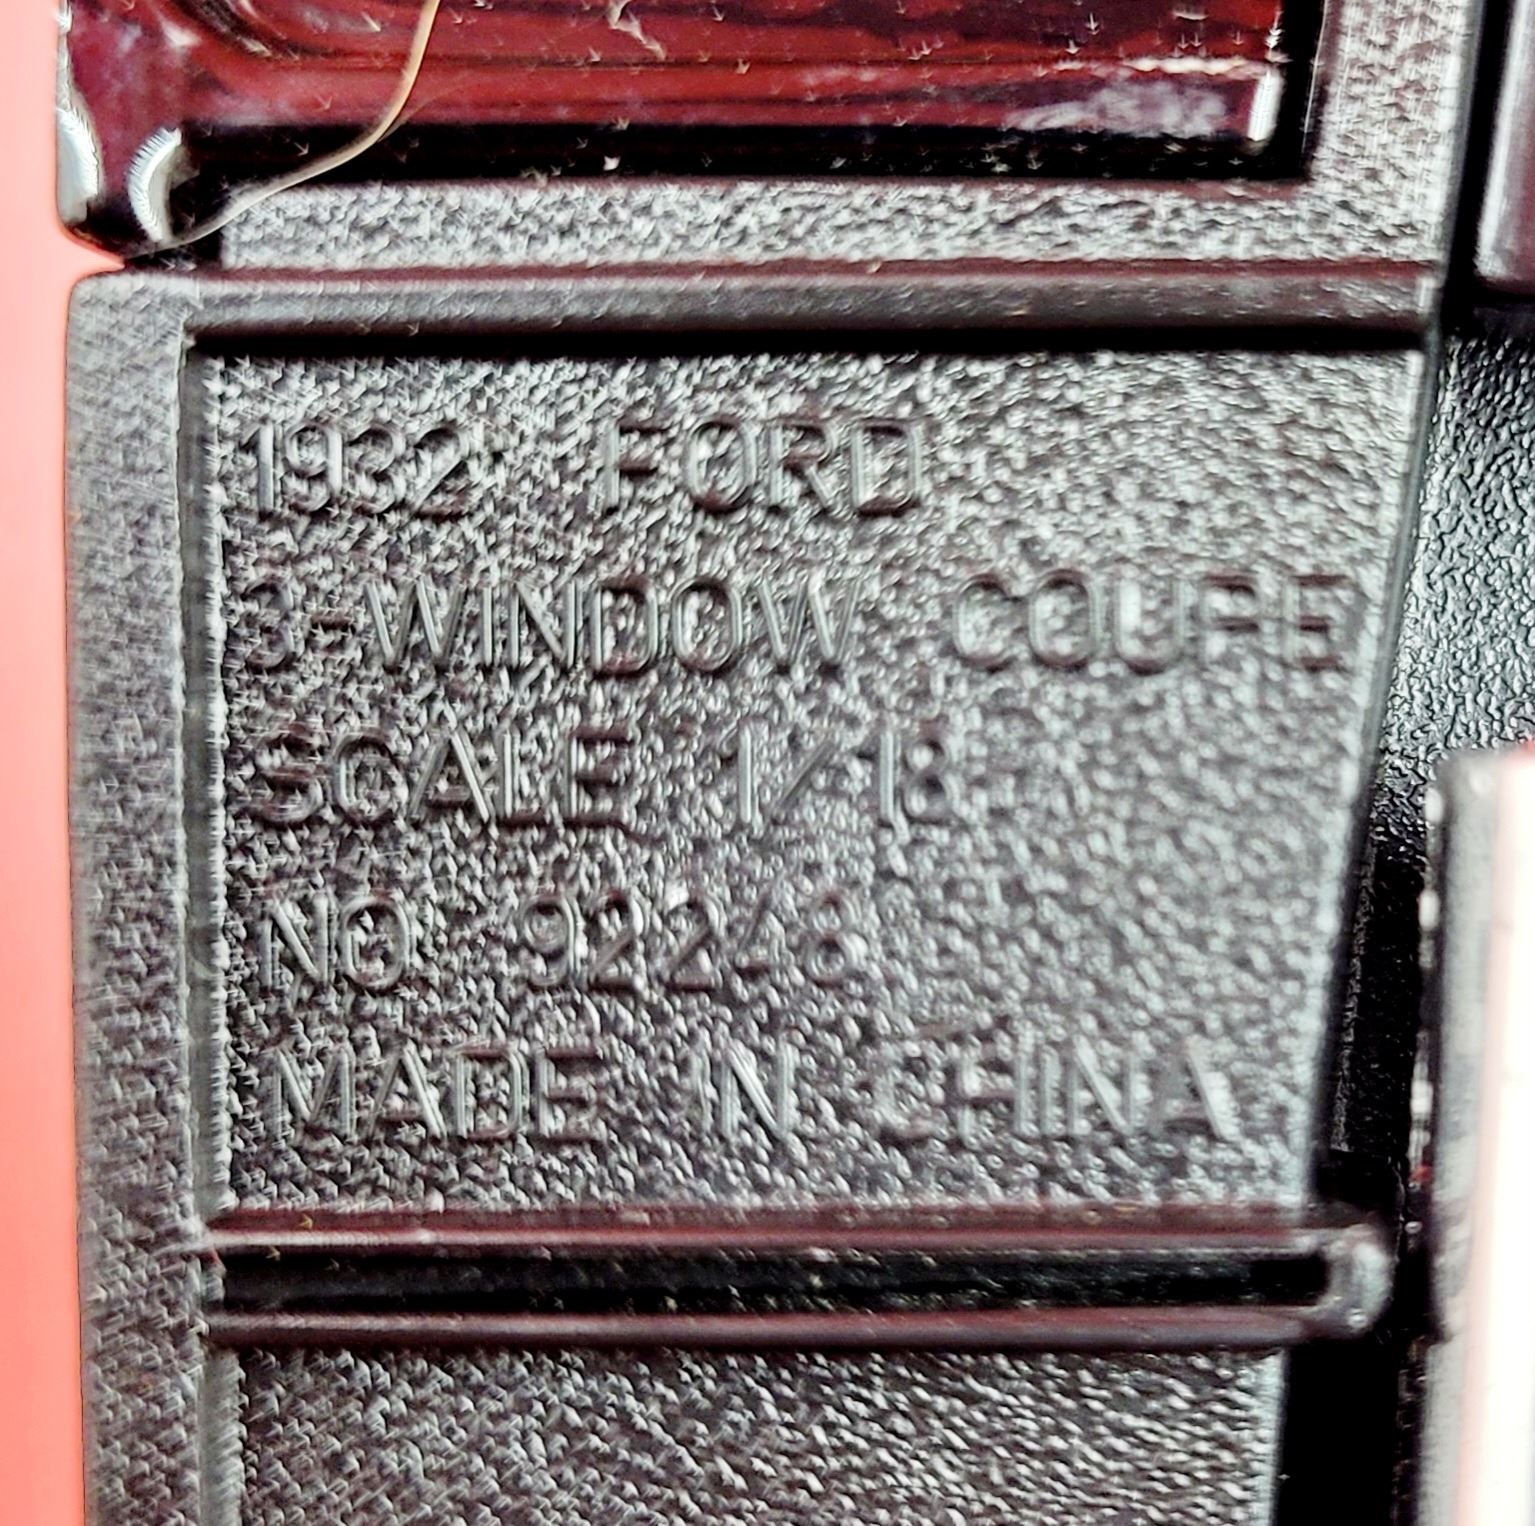 1932 FORD
3-WINDOW COUPE
SCALE 1/18
NO 92248
MADE IN CHINA